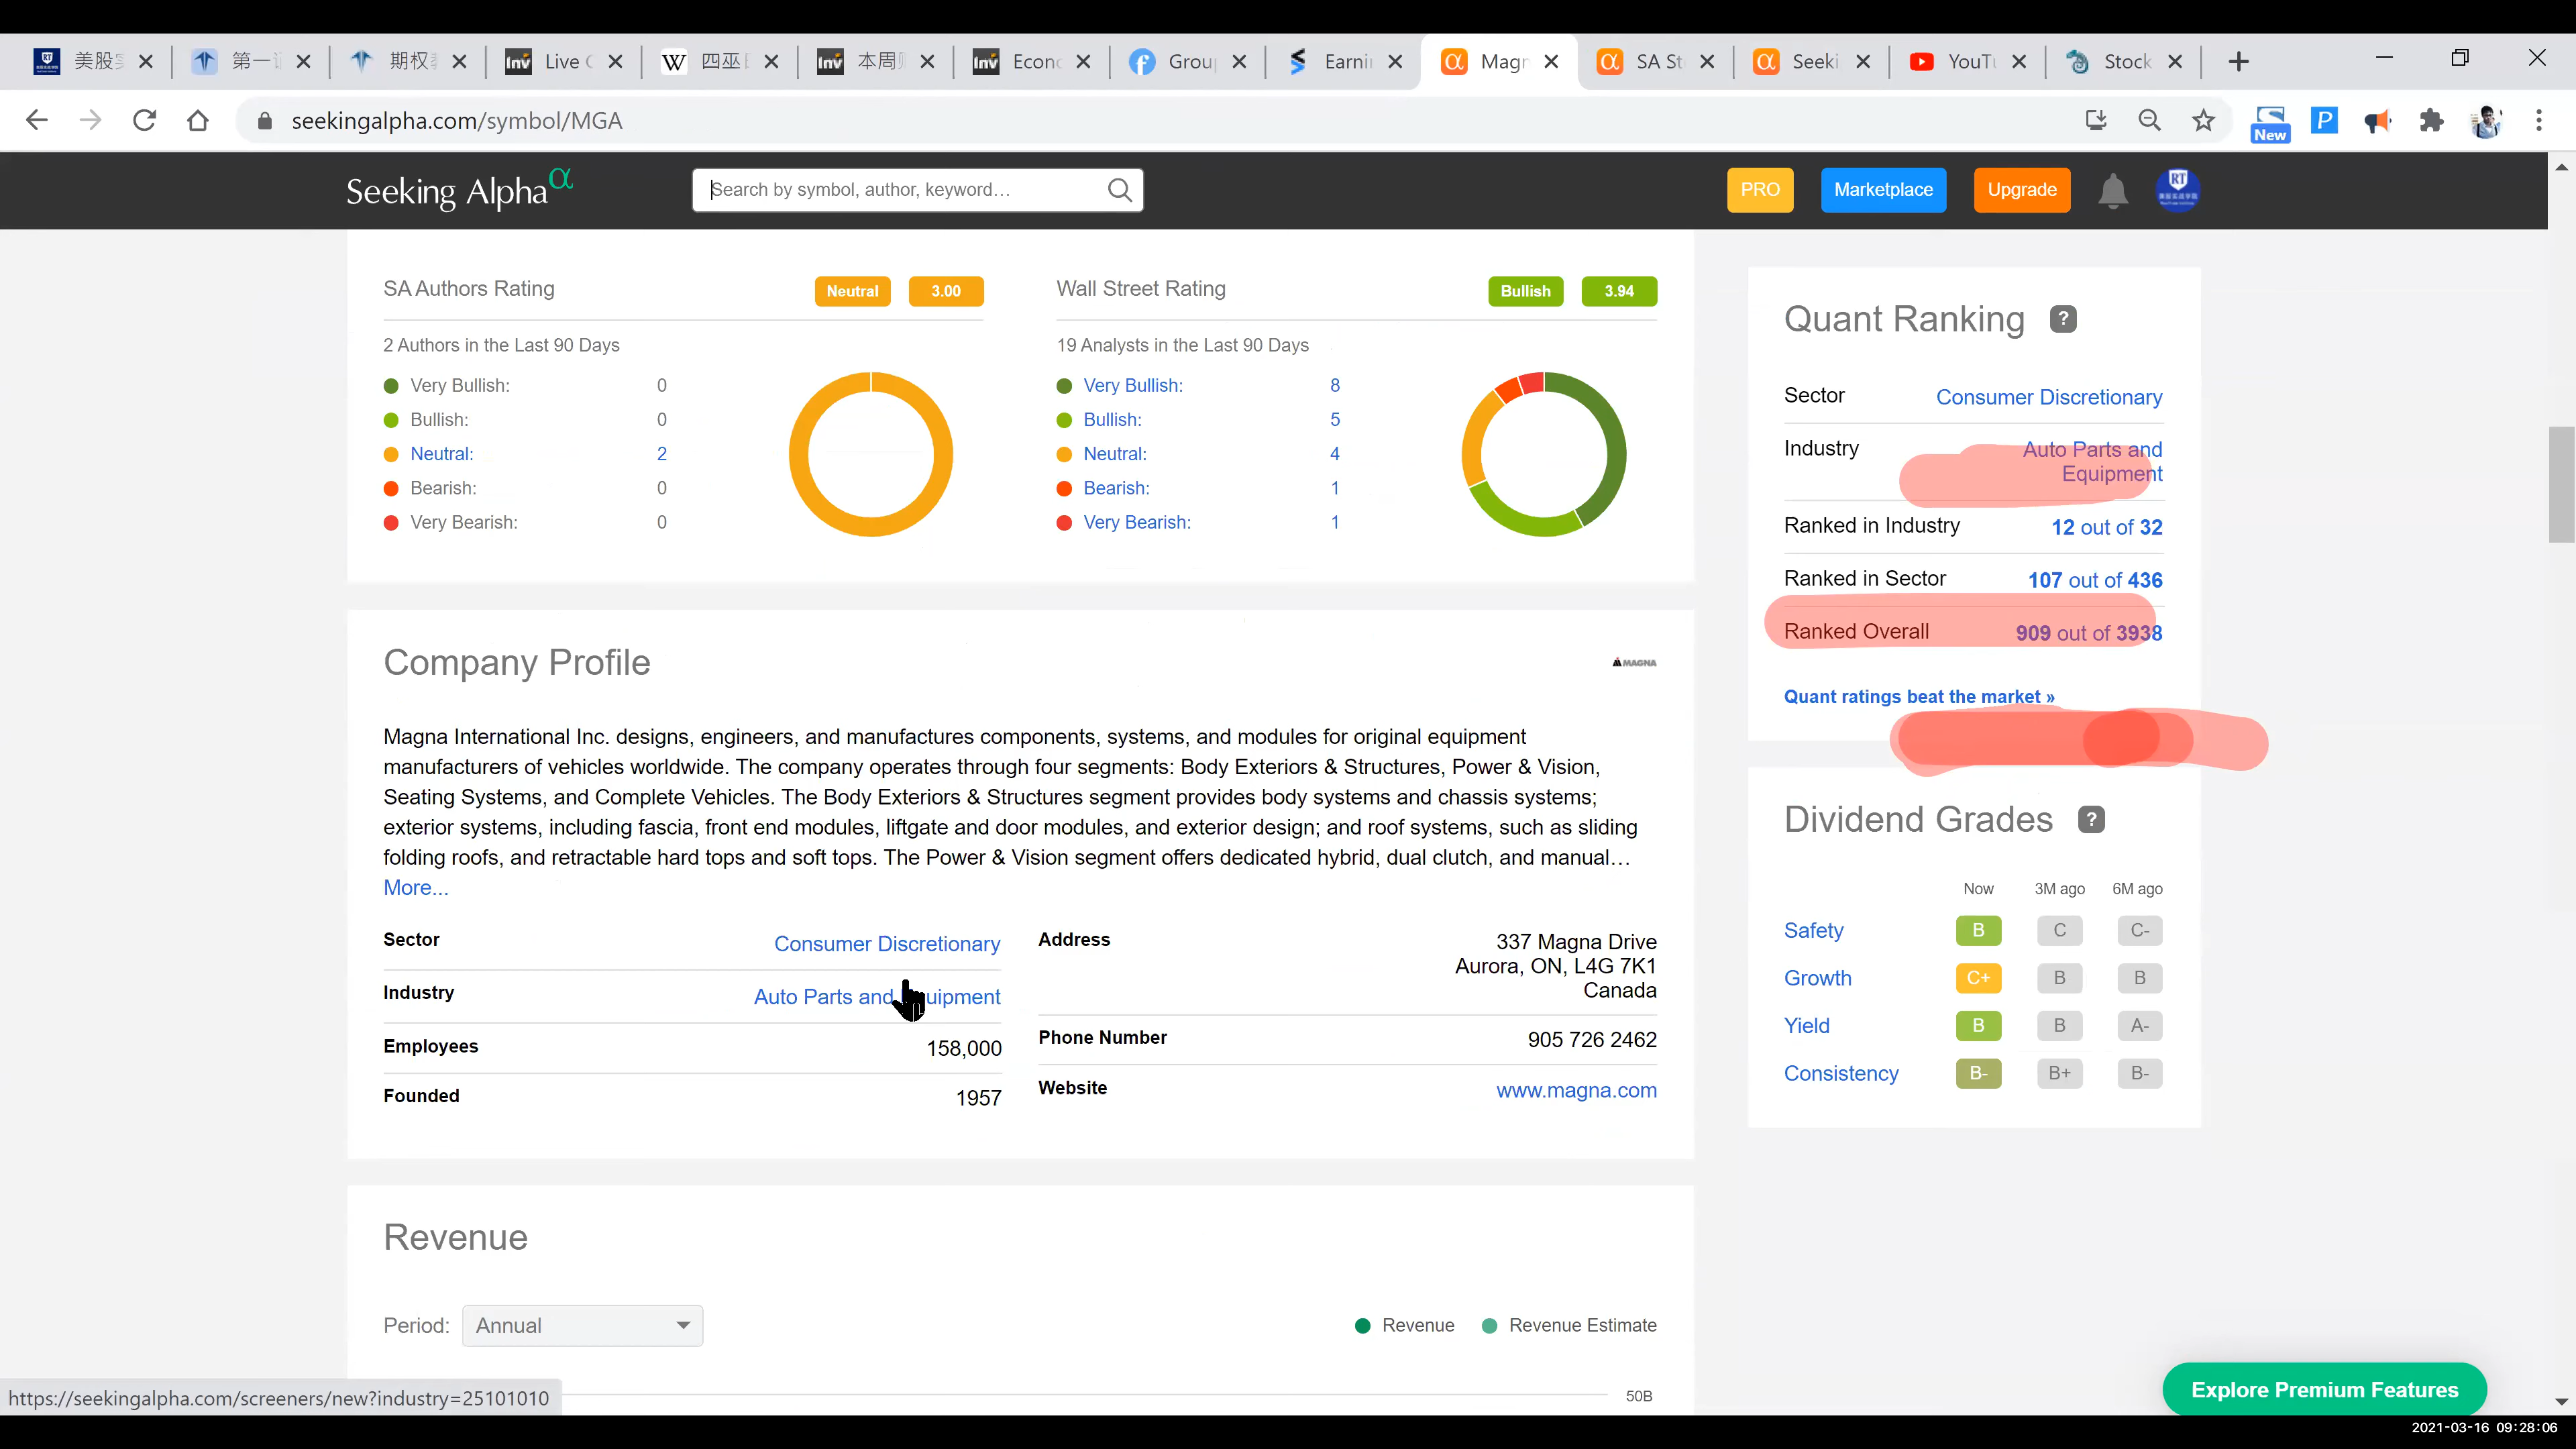 美股
第一
期权
Live
四巫
本周
Econo
Grou
Earni
Magn
SA St
Seeki
YouTu
Stock
seekingalpha.com/symbol/MGA
New
Seeking Alpha α
Search by symbol, author, keyword...
PRO
Marketplace
Upgrade
RT
SA Authors Rating
Neutral
3.00
2 Authors in the Last 90 Days
Very Bullish: 0
Bullish: 0
Neutral: 2
Bearish: 0
Very Bearish: 0
Wall Street Rating
Bullish
3.94
19 Analysts in the Last 90 Days
Very Bullish: 8
Bullish: 5
Neutral: 4
Bearish: 1
Very Bearish: 1
Quant Ranking ?
Sector Consumer Discretionary
Industry Auto Parts and
Equipment
Ranked in Industry 12 out of 32
Ranked in Sector 107 out of 436
Ranked Overall 909 out of 3938
Quant ratings beat the market »
Company Profile
MAGNA
Magna International Inc. designs, engineers, and manufactures components, systems, and modules for original equipment
manufacturers of vehicles worldwide. The company operates through four segments: Body Exteriors & Structures, Power & Vision,
Seating Systems, and Complete Vehicles. The Body Exteriors & Structures segment provides body systems and chassis systems;
exterior systems, including fascia, front end modules, liftgate and door modules, and exterior design; and roof systems, such as sliding
folding roofs, and retractable hard tops and soft tops. The Power & Vision segment offers dedicated hybrid, dual clutch, and manual...
More...
Sector Consumer Discretionary
Industry Auto Parts and uipment
Employees 158,000
Founded 1957
Address 337 Magna Drive
Aurora, ON, L4G 7K1
Canada
Phone Number 905 726 2462
Website www.magna.com
Dividend Grades ?
Now 3M ago 6M ago
Safety B C C-
Growth C+ B B
Yield B B A-
Consistency B- B+ B-
Revenue
Period: Annual
Revenue Revenue Estimate
50B
https://seekingalpha.com/screeners/new?industry=25101010
Explore Premium Features
2021-03-16 09:28:06